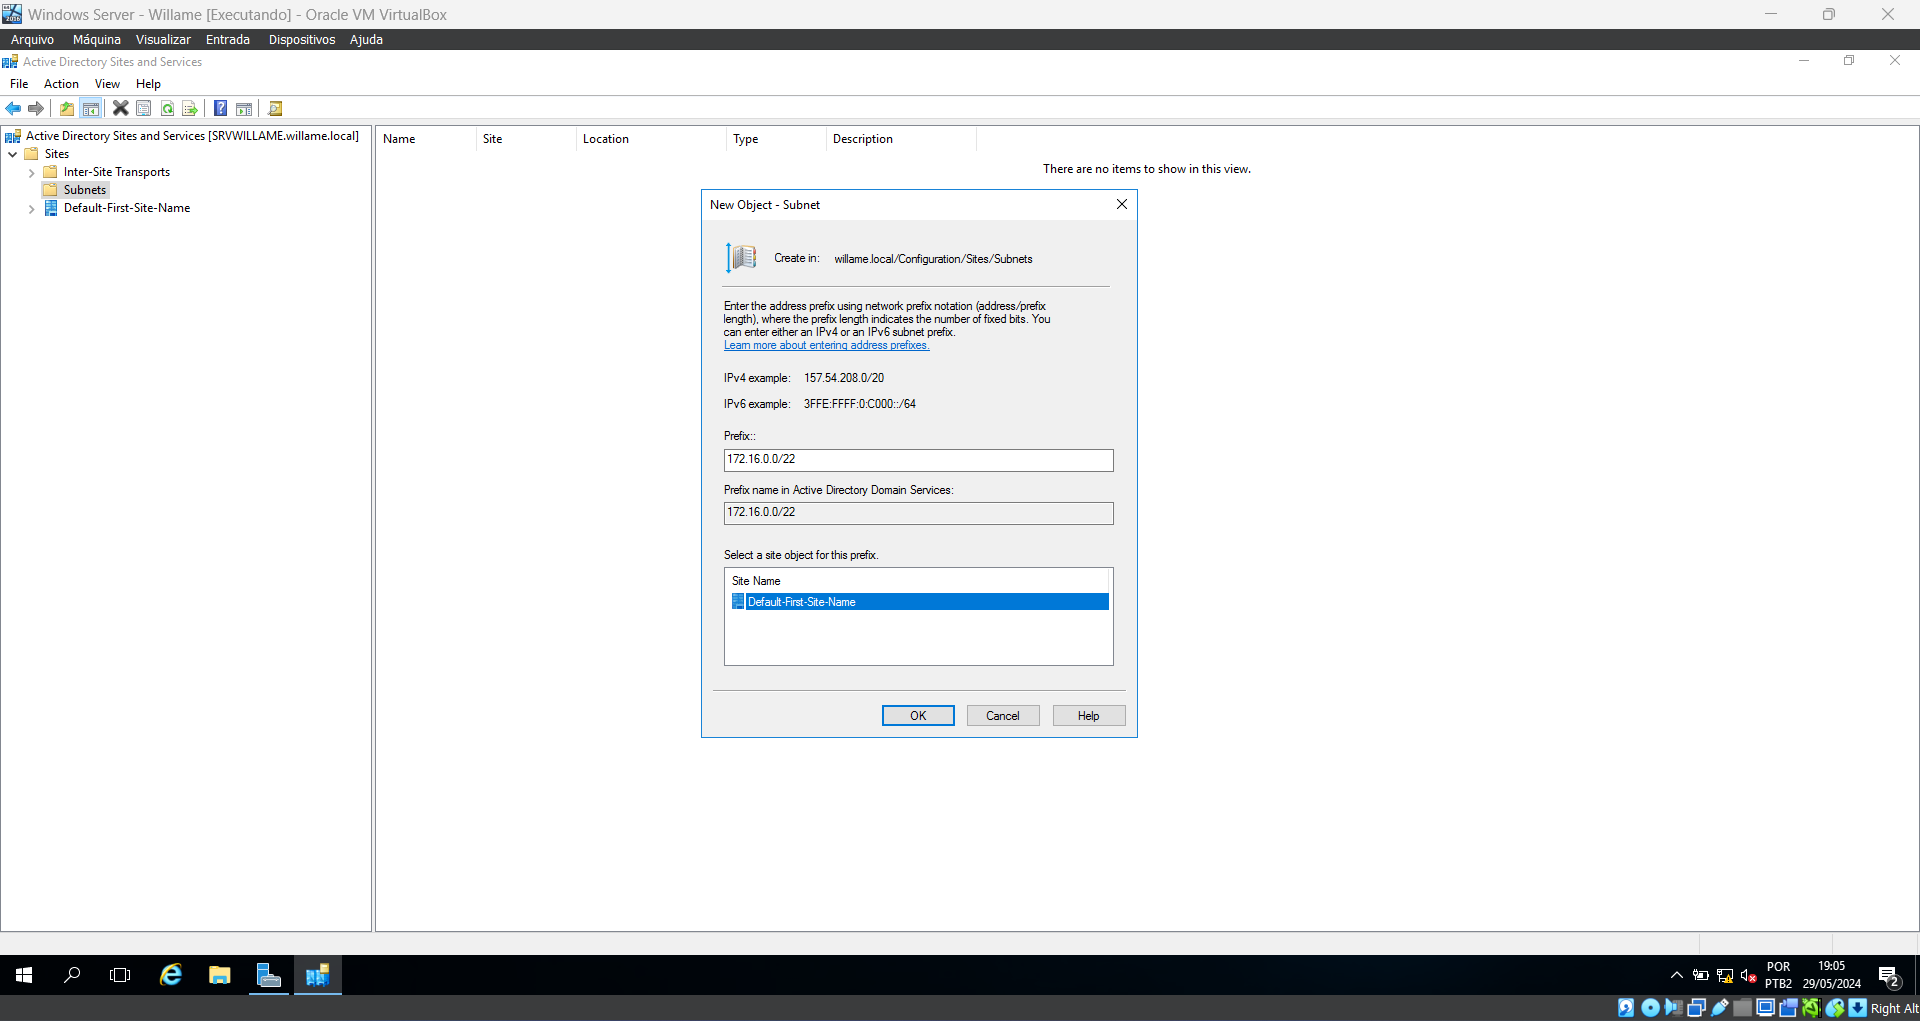 Windows Server - Willame [Executando] - Oracle VM VirtualBox
Arquivo Máquina Visualizar Entrada Dispositivos Ajuda
Active Directory Sites and Services
File Action View Help
Active Directory Sites and Services [SRVWILLAME.willame.local]
Sites
Inter-Site Transports
Subnets
Default-First-Site-Name
Name Site Location Type Description
There are no items to show in this view.
New Object - Subnet
Create in: willame.local/Configuration/Sites/Subnets
Enter the address prefix using network prefix notation (address/prefix
length), where the prefix length indicates the number of fixed bits. You
can enter either an IPv4 or an IPv6 subnet prefix.
Learn more about entering address prefixes.
IPv4 example: 157.54.208.0/20
IPv6 example: 3FFE:FFFF:0:C000::/64
Prefix::
172.16.0.0/22
Prefix name in Active Directory Domain Services:
172.16.0.0/22
Select a site object for this prefix.
Site Name
Default-First-Site-Name
OK Cancel Help
POR
PTB2
19:05
29/05/2024
2
Right Alt